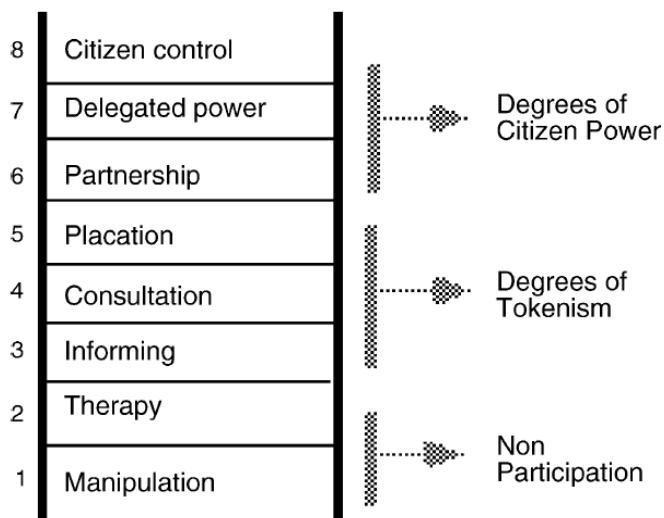 8 Citizen control
7 Delegated power
6 Partnership
5 Placation
4 Consultation
3 Informing
2 Therapy
1 Manipulation
Degrees of
Citizen Power
Degrees of
Tokenism
Non
Participation